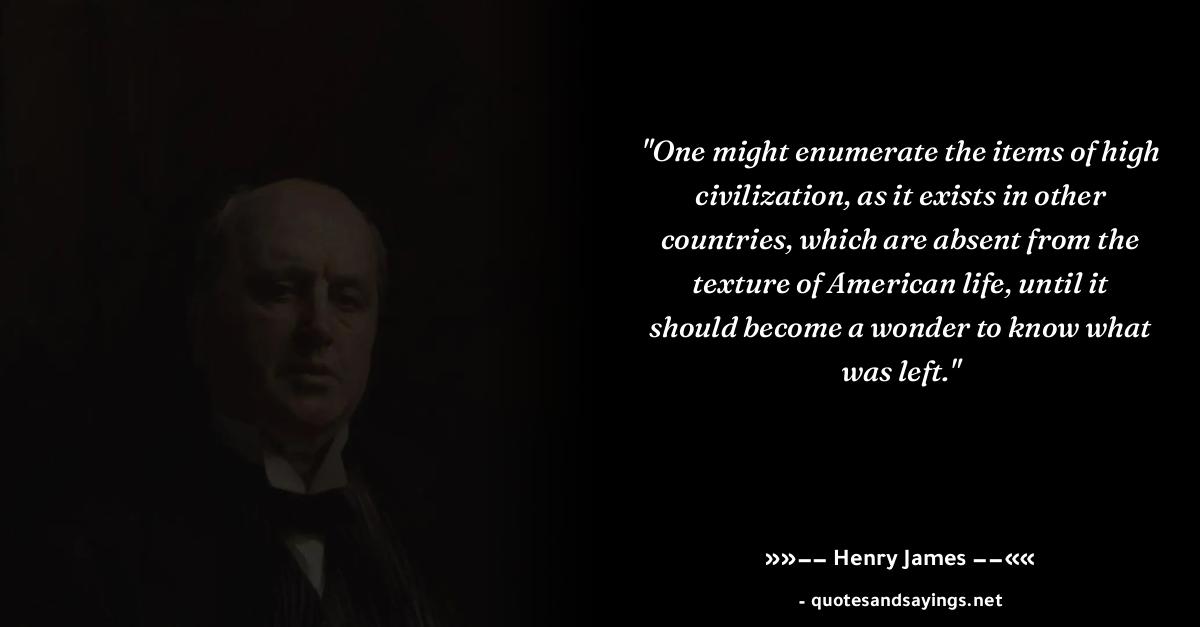 "One might enumerate the items of high
civilization, as it exists in other
countries, which are absent from the
texture of American life, until it
should become a wonder to know what
was left."
»»−− Henry James −−««
- quotesandsayings.net